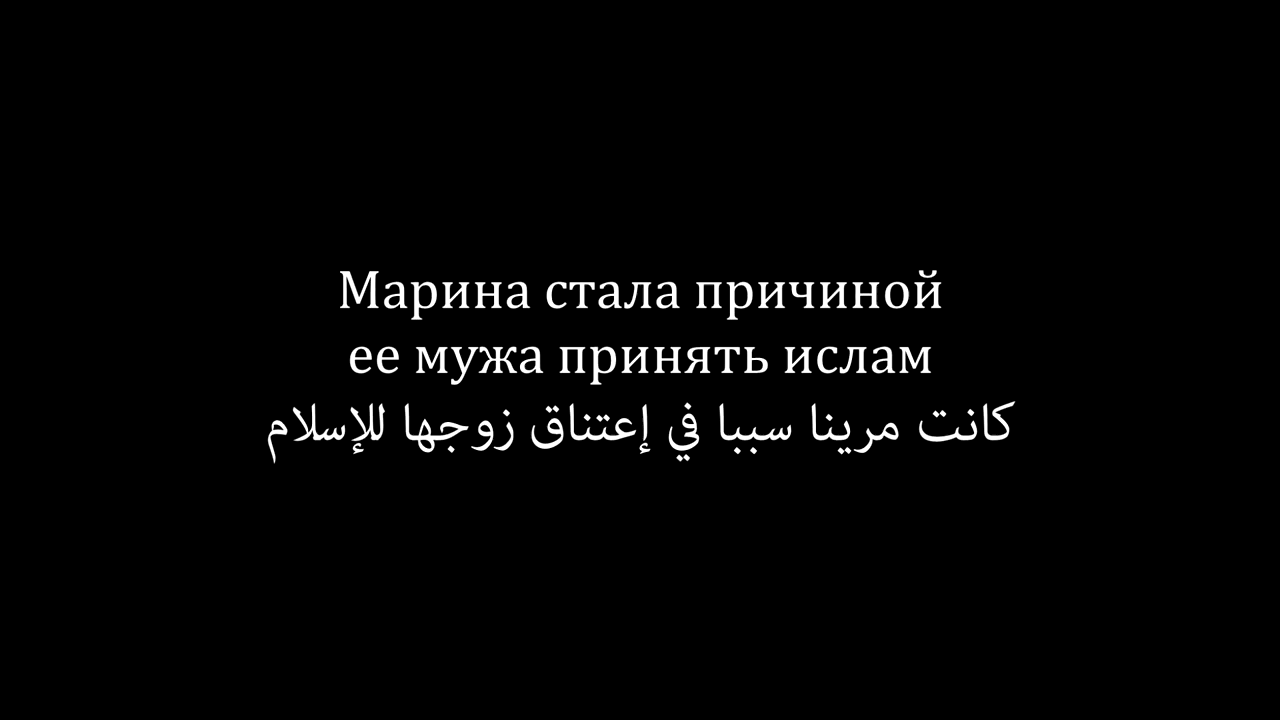 Марина стала причиной
ее мужа принять ислам
كانت مرينا سببا في إعتناق زوجها للإسلام